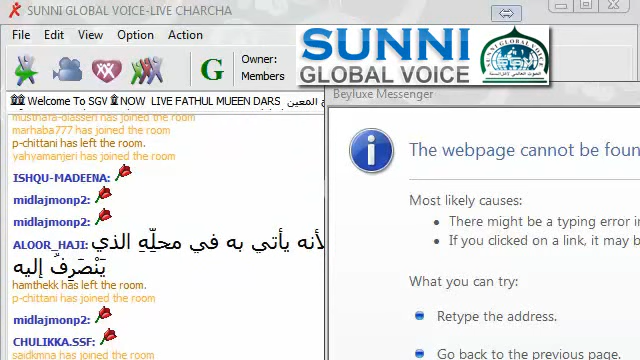 SUNNI GLOBAL VOICE-LIVE CHARCHA
File Edit View Option Action
G
Owner:
Members
SUNNI
GLOBAL VOICE
Welcome To SGV NOW LIVE FATHUL MUEEN DARS المعين
Beyluxe Messenger
musthafa-olasseri has joined the room
marhaba777 has joined the room
p-chittani has left the room.
yahyamanjeri has joined the room
ISHQU-MADEENA:
midlajmonp2:
midlajmonp2:
ALOOR_HAJI: لأنه يأتي به في محلِّهِ الذي
يَنْصَرِفُ إليه
hamthekk has left the room.
p-chittani has joined the room
midlajmonp2:
CHULIKKA.SSF:
saidkmna has joined the room
The webpage cannot be foun
Most likely causes:
There might be a typing error i
If you clicked on a link, it may b
What you can try:
Retype the address.
Go back to the previous page.